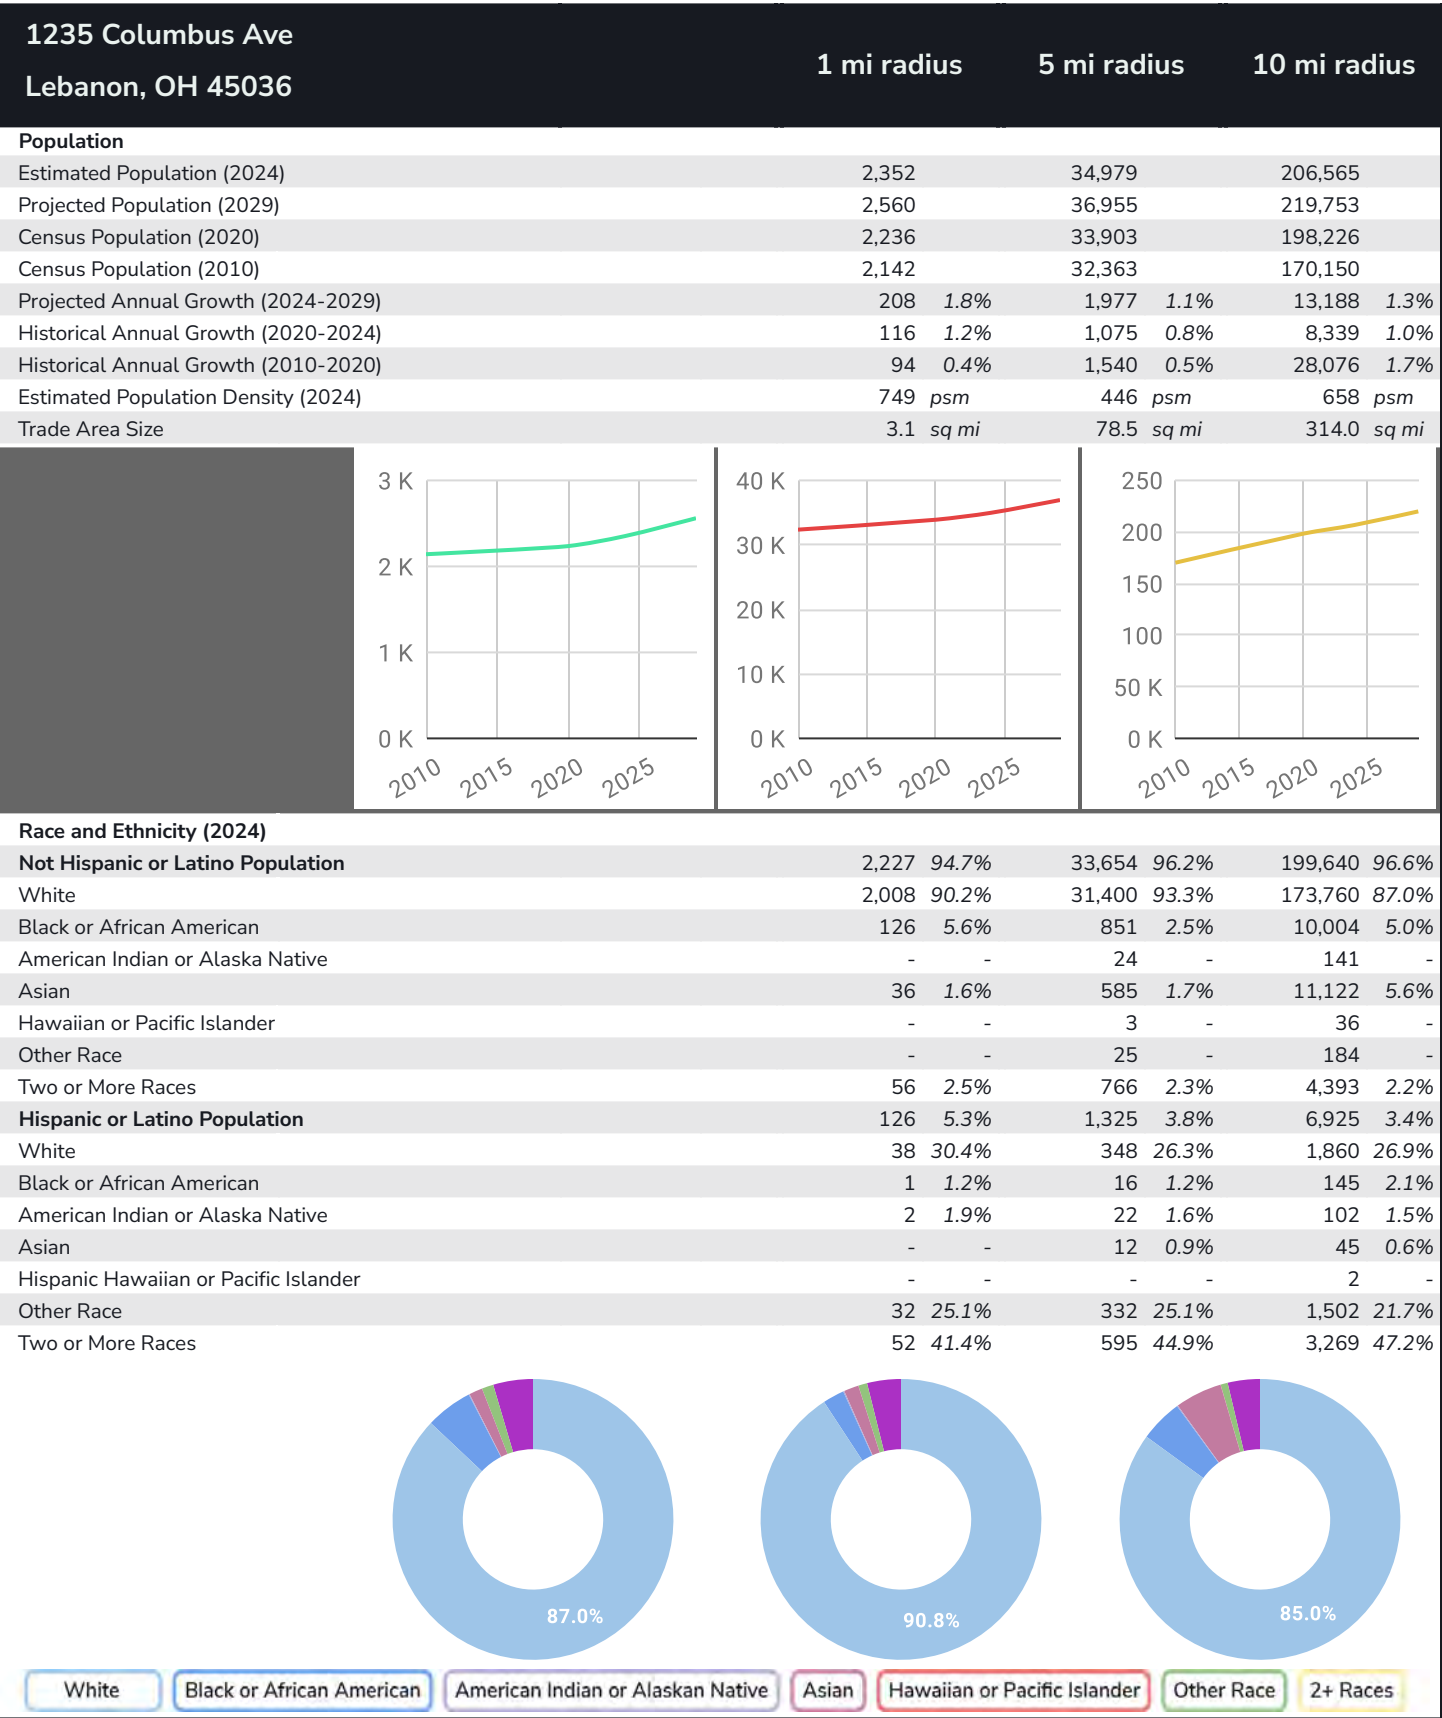 1235 Columbus Ave
Lebanon, OH 45036
1 mi radius 5 mi radius 10 mi radius
Population
Estimated Population (2024) 2,352 34,979 206,565
Projected Population (2029) 2,560 36,955 219,753
Census Population (2020) 2,236 33,903 198,226
Census Population (2010) 2,142 32,363 170,150
Projected Annual Growth (2024-2029) 208 1.8% 1,977 1.1% 13,188 1.3%
Historical Annual Growth (2020-2024) 116 1.2% 1,075 0.8% 8,339 1.0%
Historical Annual Growth (2010-2020) 94 0.4% 1,540 0.5% 28,076 1.7%
Estimated Population Density (2024) 749 psm 446 psm 658 psm
Trade Area Size 3.1 sq mi 78.5 sq mi 314.0 sq mi
3 K
2 K
1 K
0 K
2010 2015 2020 2025
40 K
30 K
20 K
10 K
0 K
2010 2015 2020 2025
250
200
150
100
50 K
0 K
2010 2015 2020 2025
Race and Ethnicity (2024)
Not Hispanic or Latino Population 2,227 94.7% 33,654 96.2% 199,640 96.6%
White 2,008 90.2% 31,400 93.3% 173,760 87.0%
Black or African American 126 5.6% 851 2.5% 10,004 5.0%
American Indian or Alaska Native - - 24 - 141 -
Asian 36 1.6% 585 1.7% 11,122 5.6%
Hawaiian or Pacific Islander - - 3 - 36 -
Other Race - - 25 - 184 -
Two or More Races 56 2.5% 766 2.3% 4,393 2.2%
Hispanic or Latino Population 126 5.3% 1,325 3.8% 6,925 3.4%
White 38 30.4% 348 26.3% 1,860 26.9%
Black or African American 1 1.2% 16 1.2% 145 2.1%
American Indian or Alaska Native 2 1.9% 22 1.6% 102 1.5%
Asian - - 12 0.9% 45 0.6%
Hispanic Hawaiian or Pacific Islander - - - - 2 -
Other Race 32 25.1% 332 25.1% 1,502 21.7%
Two or More Races 52 41.4% 595 44.9% 3,269 47.2%
87.0% 90.8% 85.0%
White Black or African American American Indian or Alaskan Native Asian Hawaiian or Pacific Islander Other Race 2+ Races